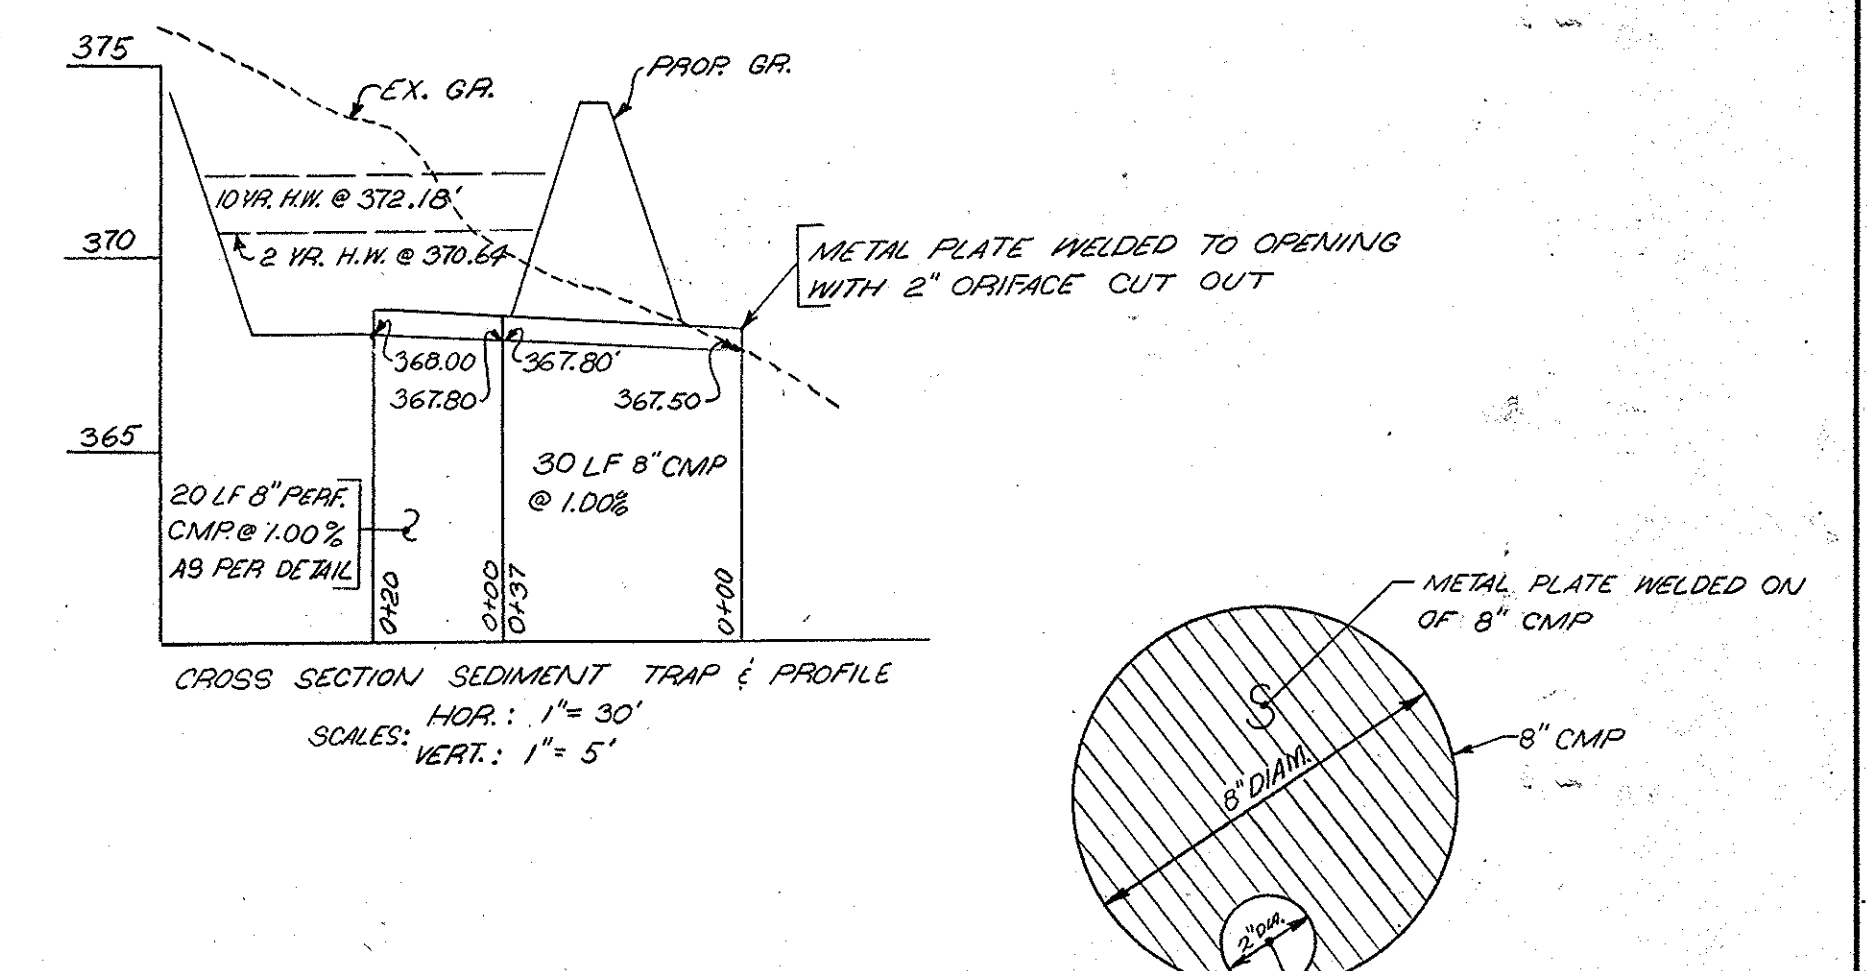 375
EX. GR.
PROP. GR.
10 YR. H.W. @ 372.18'
370
2 YR. H.W. @ 370.64
METAL PLATE WELDED TO OPENING
WITH 2" ORIFACE CUT OUT
368.00
367.80'
367.80
367.50
365
30 LF 8" CMP
@ 1.00%
20 LF 8" PERF.
CMP. @ 1.00%
AS PER DETAIL
0+20
0+00
0+37
0+00
CROSS SECTION SEDIMENT TRAP & PROFILE
SCALES: HOR.: 1"= 30'
VERT.: 1"= 5'
METAL PLATE WELDED ON
OF 8" CMP
8" CMP
8" DIAM.
2" DIA.